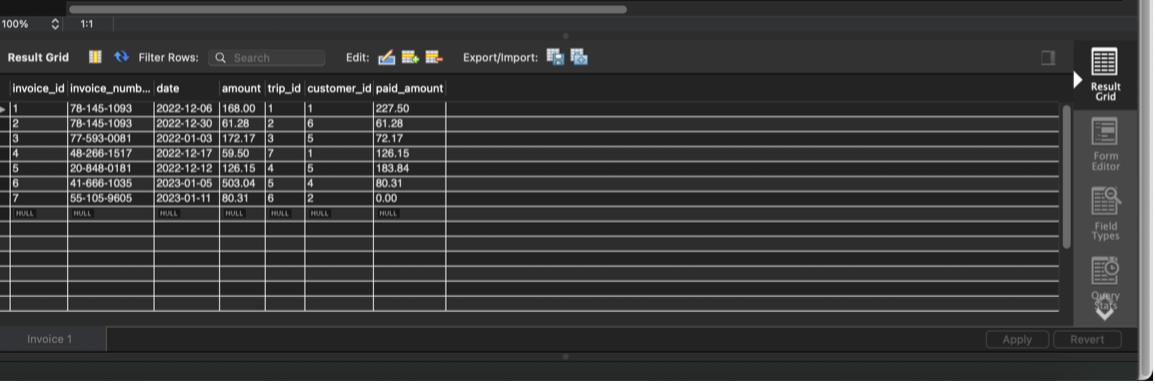 100% 1:1
Result Grid Filter Rows: Search Edit: Export/Import:
invoice_id invoice_numb... date amount trip_id customer_id paid_amount
1 78-145-1093 2022-12-06 168.00 1 1 227.50
2 78-145-1093 2022-12-30 61.28 2 6 61.28
3 77-593-0081 2022-01-03 172.17 3 5 72.17
4 48-266-1517 2022-12-17 59.50 7 1 126.15
5 20-848-0181 2022-12-12 126.15 4 5 183.84
6 41-666-1035 2023-01-05 503.04 5 4 80.31
7 55-105-9605 2023-01-11 80.31 6 2 0.00
NULL NULL NULL NULL NULL NULL NULL
Result
Grid
Form
Editor
Field
Types
Query
Stats
Invoice 1 Apply Revert